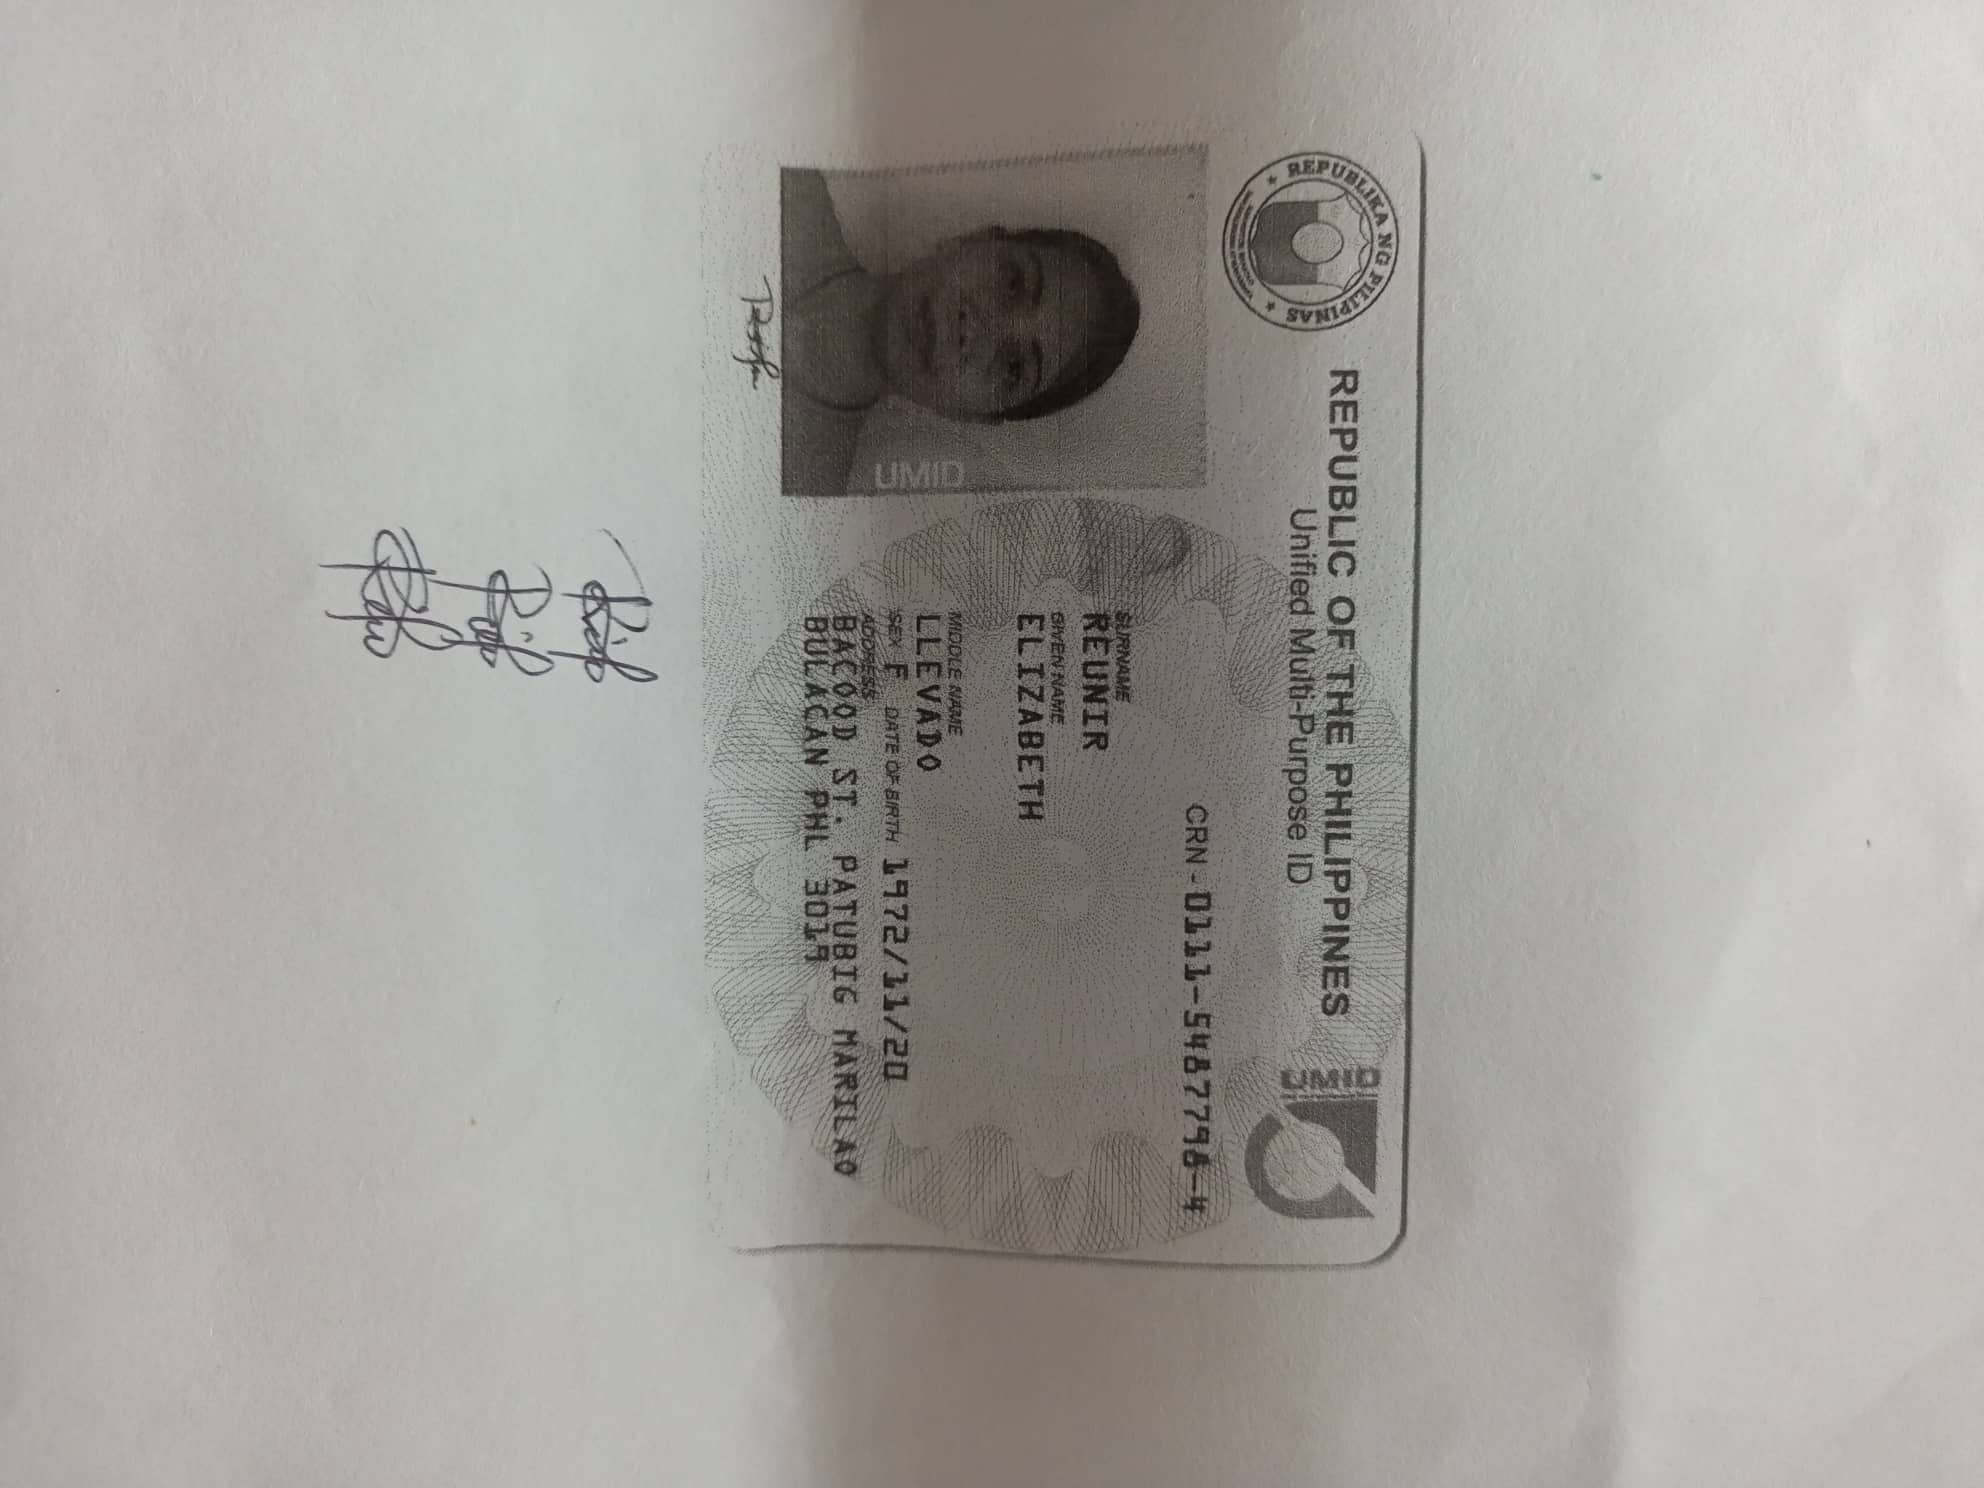 REPUBLIKA NG PILIPINAS
REPUBLIC OF THE PHILIPPINES
Unified Multi-Purpose ID
UMID
CRN - 0111-5487798-4
SURNAME
REUNIR
GIVEN NAME
ELIZABETH
MIDDLE NAME
LLEVADO
SEX F DATE OF BIRTH 1972/11/20
ADDRESS
BACOOD ST. PATUBIG MARILAO
BULACAN PHL 3019
UMID